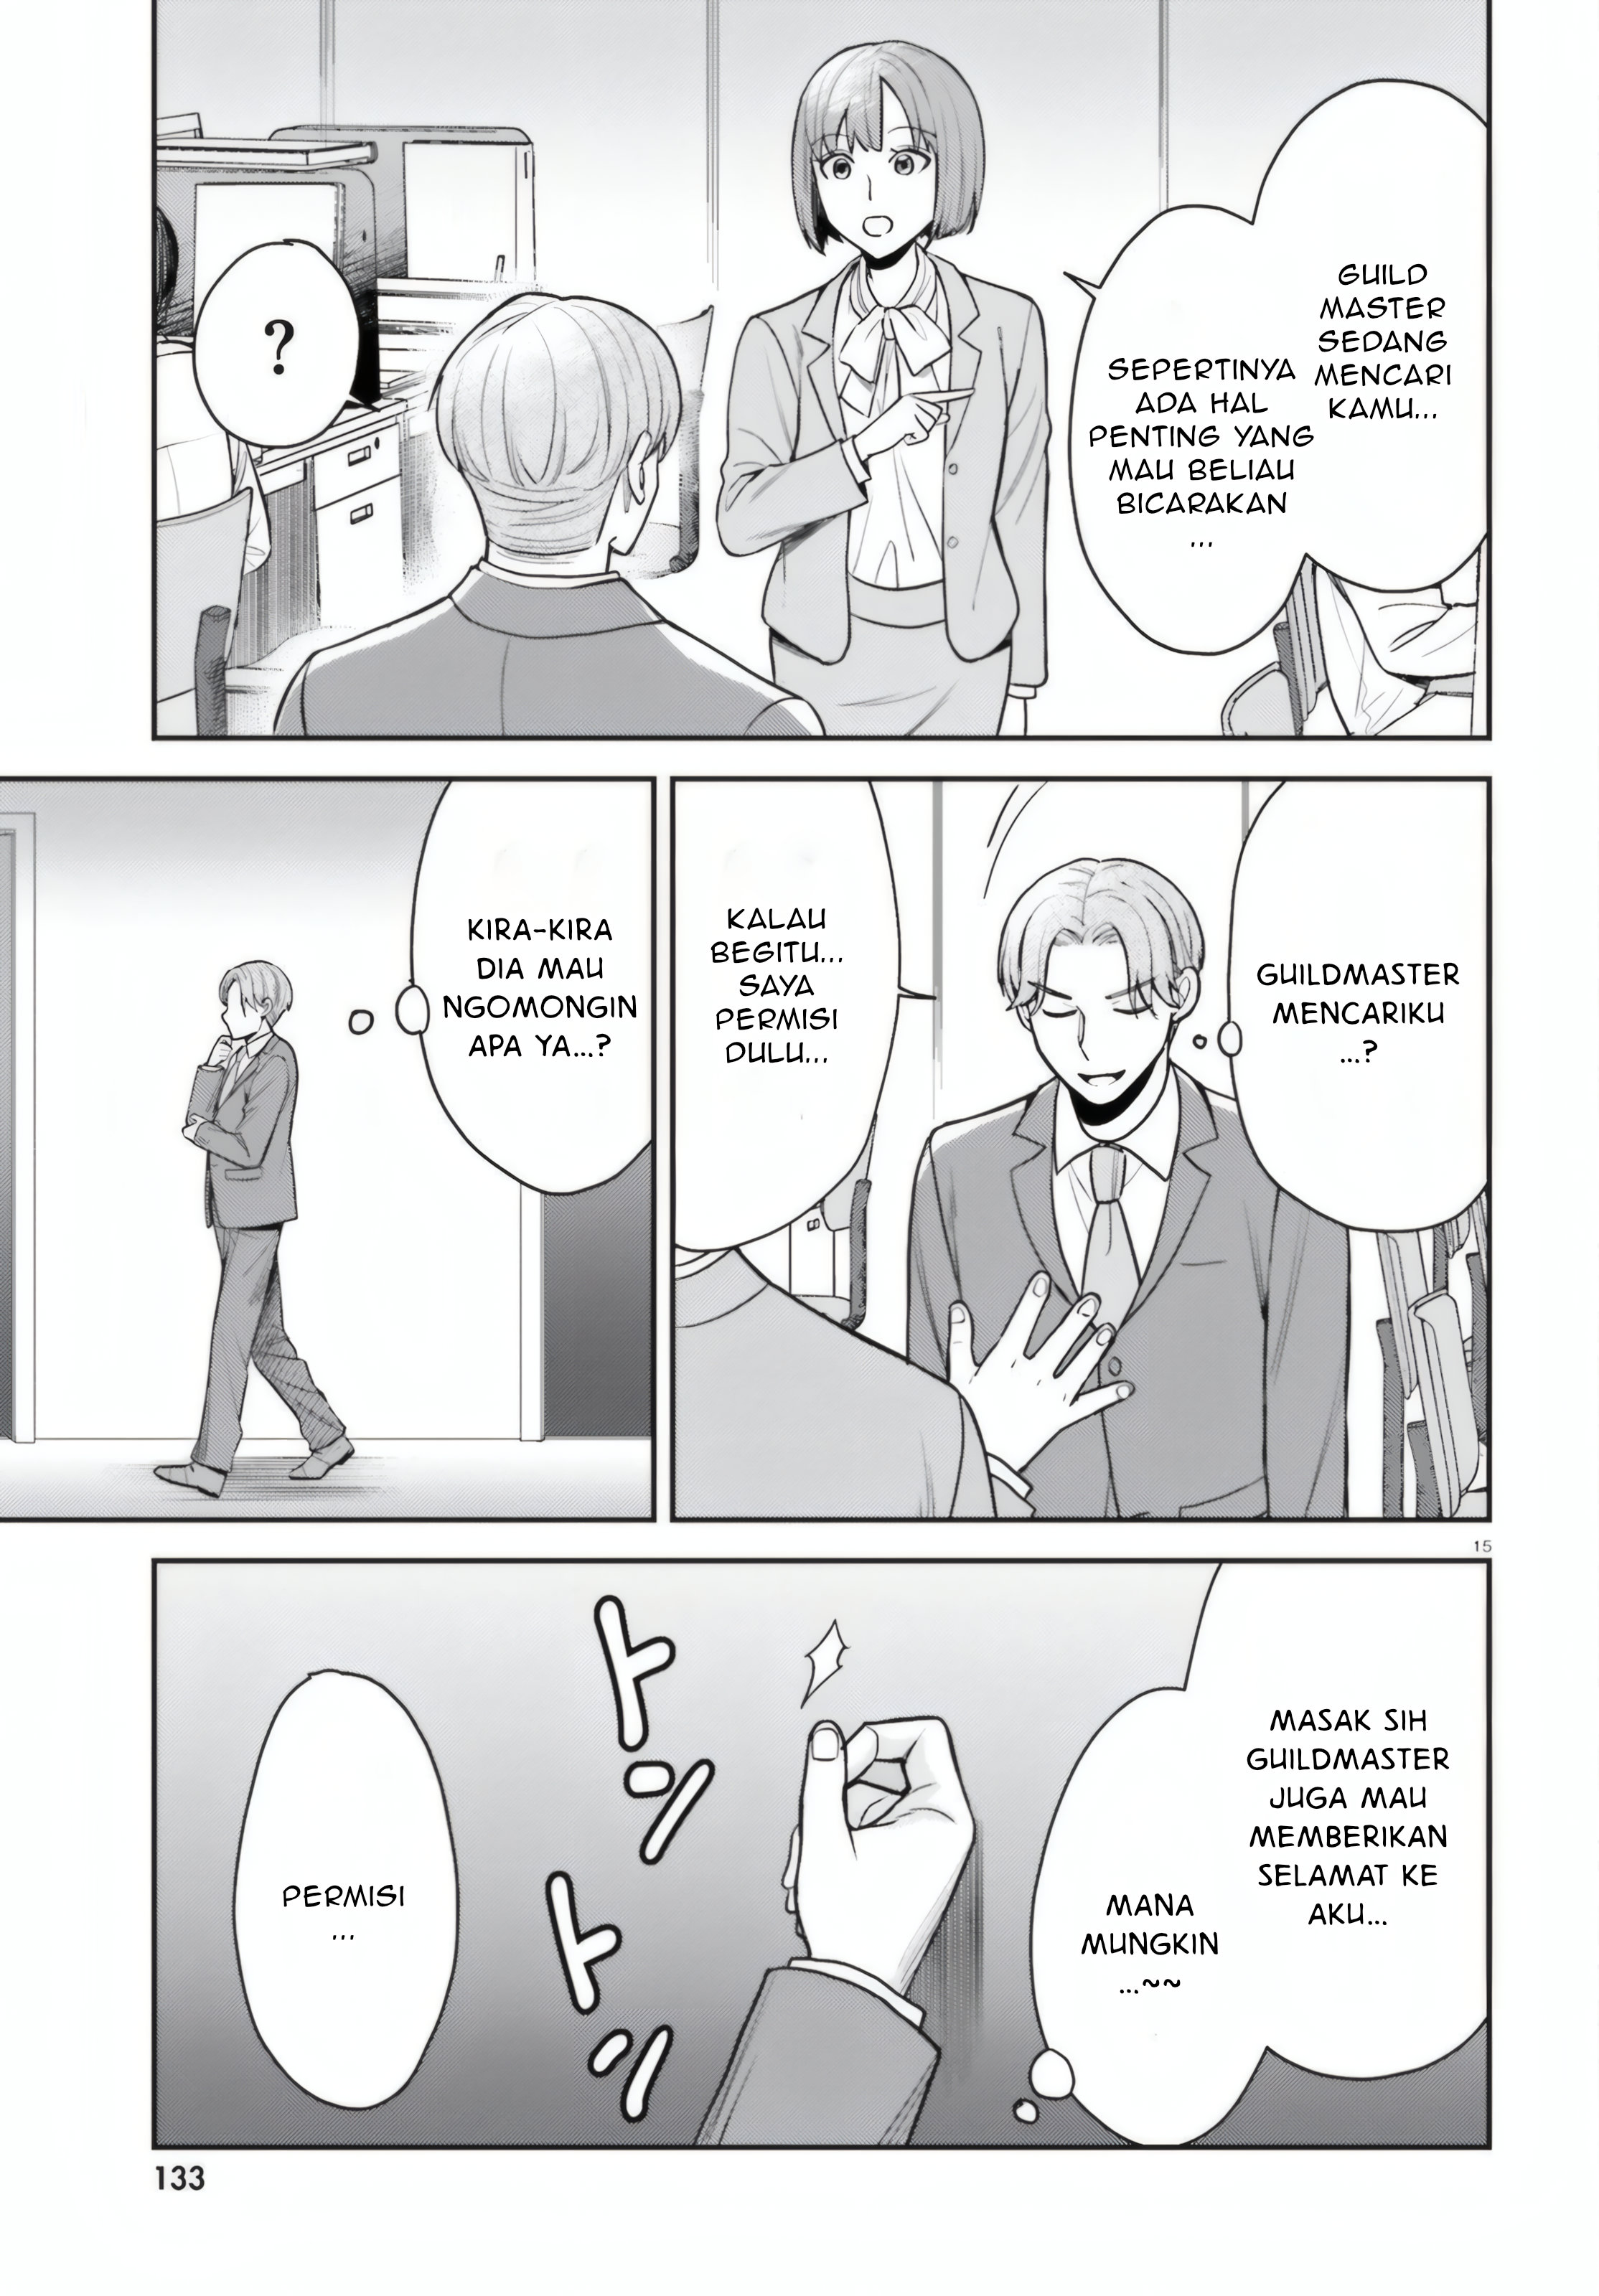 GUILD
MASTER
SEDANG
MENCARI
KAMU...
SEPERTINYA
ADA HAL
PENTING YANG
MAU BELIAU
BICARAKAN
...
?
GUILDMASTER
MENCARIKU
...?
KALAU
BEGITU...
SAYA
PERMISI
DULU...
KIRA-KIRA
DIA MAU
NGOMONGIN
APA YA...?
15
MASAK SIH
GUILDMASTER
JUGA MAU
MEMBERIKAN
SELAMAT KE
AKU...
MANA
MUNGKIN
...~~
トン
トン
PERMISI
...
133